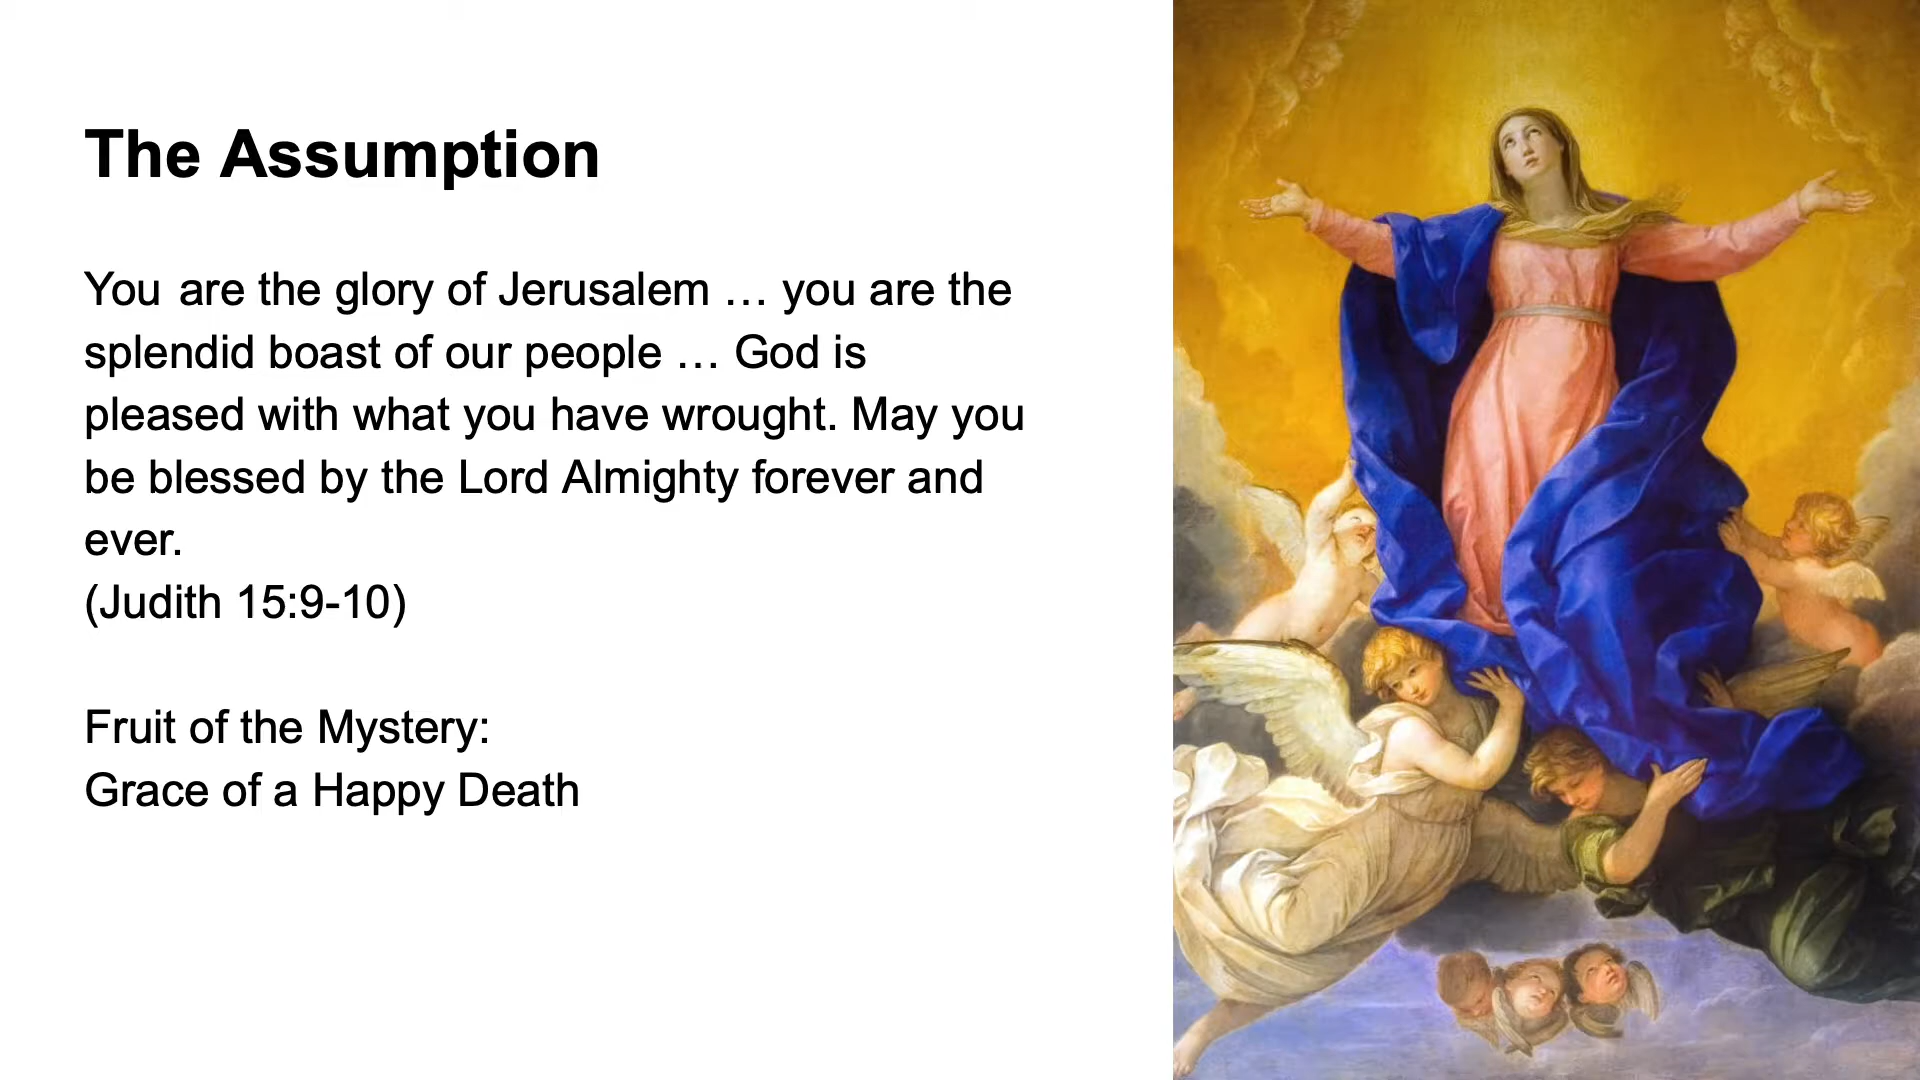 The Assumption
You are the glory of Jerusalem … you are the
splendid boast of our people … God is
pleased with what you have wrought. May you
be blessed by the Lord Almighty forever and
ever.
(Judith 15:9-10)
Fruit of the Mystery:
Grace of a Happy Death